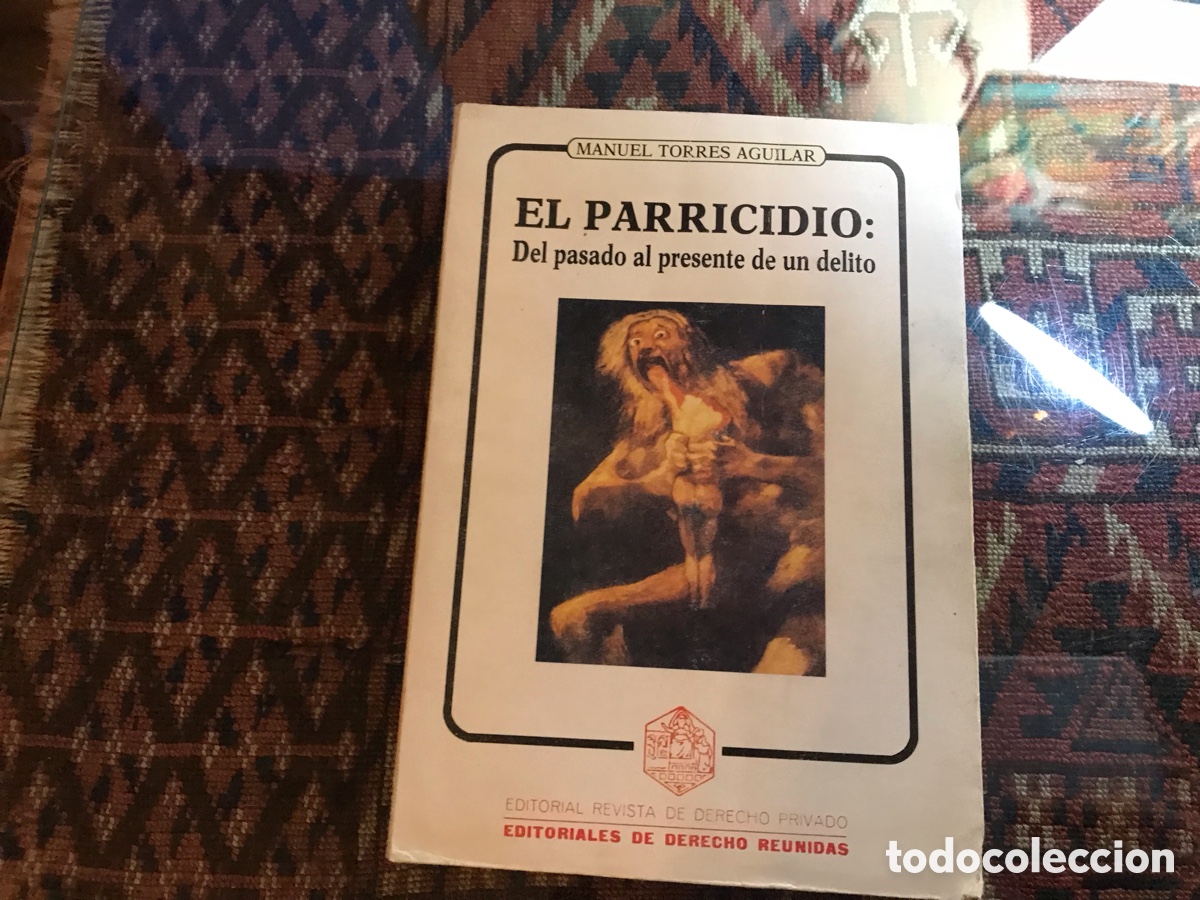 MANUEL TORRES AGUILAR
EL PARRICIDIO:
Del pasado al presente de un delito
EDITORIAL REVISTA DE DERECHO PRIVADO
EDITORIALES DE DERECHO REUNIDAS
todocoleccion